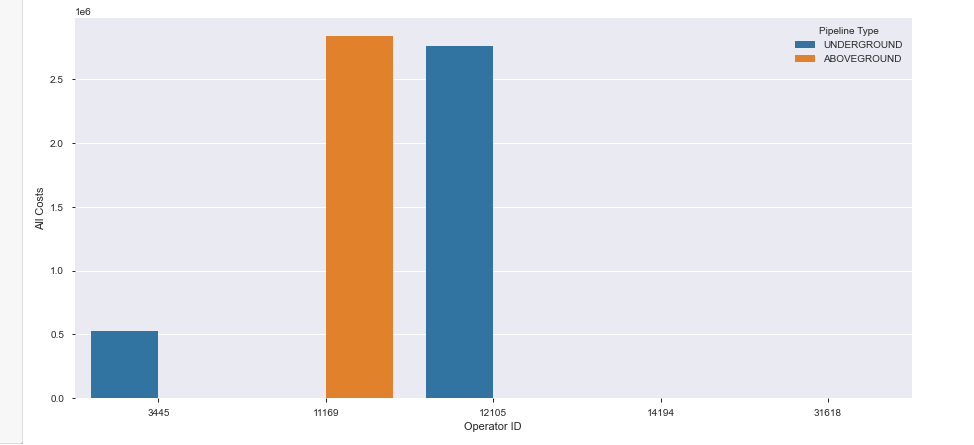 1e6
Pipeline Type
UNDERGROUND
ABOVEGROUND
2.5
2.0
1.5
1.0
0.5
0.0
All Costs
3445
11169
12105
14194
31618
Operator ID